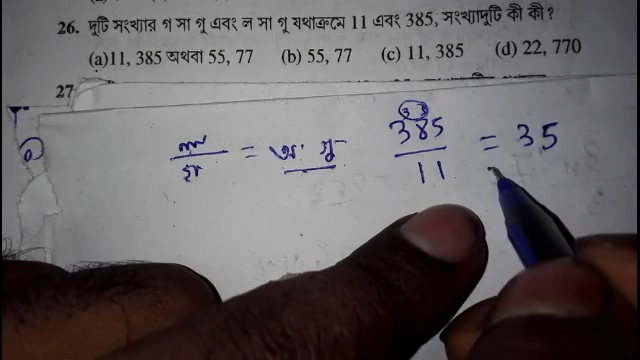 26. দুটি সংখ্যার গ সা গু এবং ল সা গু যথাক্রমে 11 এবং 385, সংখ্যাদুটি কী কী?
(a)11, 385 অথবা 55, 77 (b) 55, 77 (c) 11, 385 (d) 22, 770
27
= অঃ গু 385/11 = 35